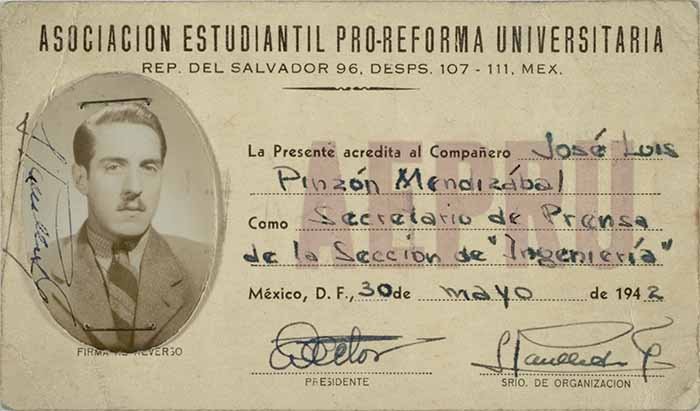 ASOCIACION ESTUDIANTIL PRO-REFORMA UNIVERSITARIA
REP. DEL SALVADOR 96, DESPS. 107 - 111, MEX.
AEPRU
La Presente acredita al Compañero José Luis
Pinzón Mendizábal
Como Secretario de Prensa
de la Sección de "Ingeniería"
México, D. F., 30 de mayo de 1942
FIRMA AL REVERSO
PRESIDENTE
SRIO. DE ORGANIZACION